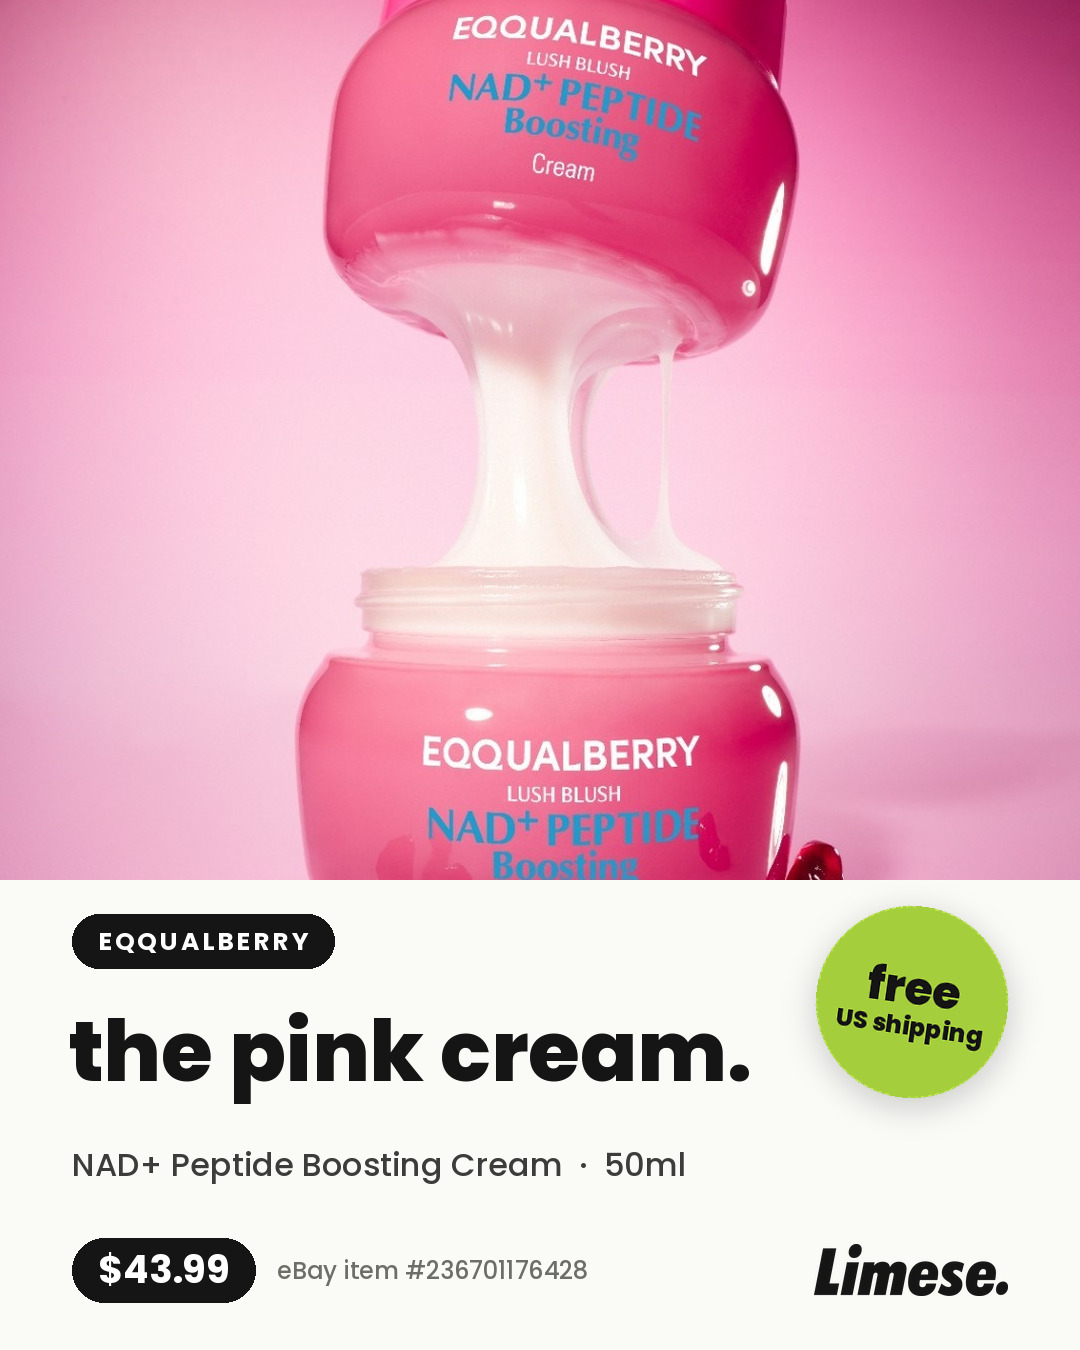 EQQUALBERRY
LUSH BLUSH
NAD+ PEPTIDE
Boosting
Cream
EQQUALBERRY
LUSH BLUSH
NAD+ PEPTIDE
Boosting
EQQUALBERRY
free
US shipping
the pink cream.
NAD+ Peptide Boosting Cream · 50ml
$43.99 eBay item #236701176428
Limese.